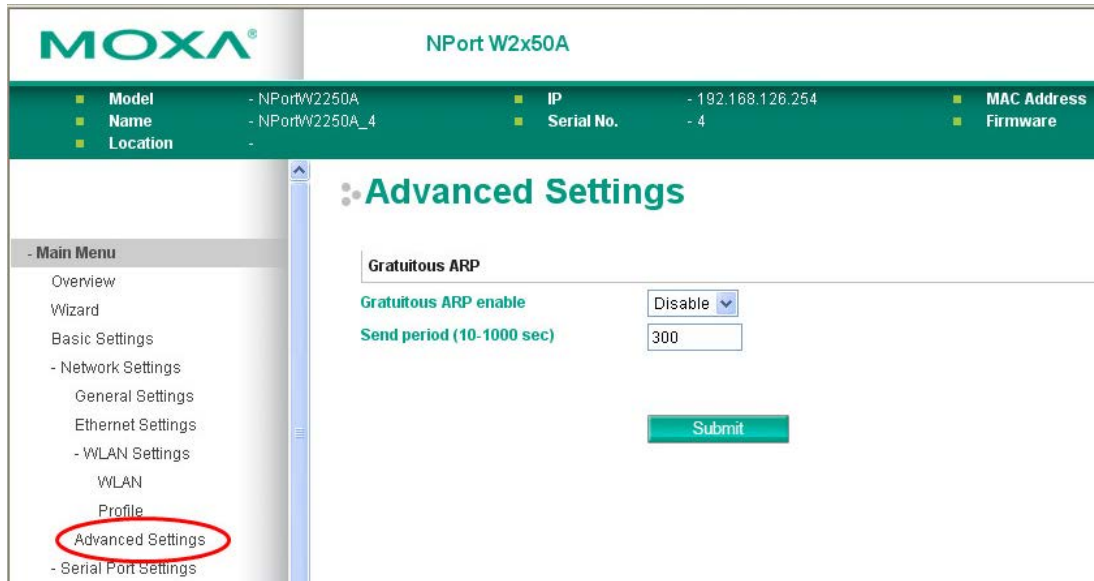 MOXA®
NPort W2x50A
Model - NPortW2250A IP - 192.168.126.254 MAC Address
Name - NPortW2250A_4 Serial No. - 4 Firmware
Location -
Advanced Settings
- Main Menu
Overview
Wizard
Basic Settings
- Network Settings
General Settings
Ethernet Settings
- WLAN Settings
WLAN
Profile
Advanced Settings
- Serial Port Settings
Gratuitous ARP
Gratuitous ARP enable Disable
Send period (10-1000 sec) 300
Submit